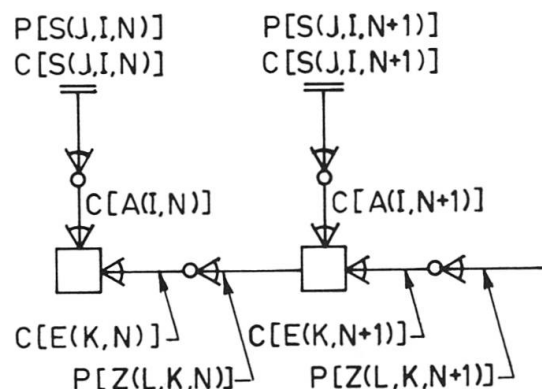 P[S(J,I,N)]
P[S(J,I,N+1)]
C[S(J,I,N)]
C[S(J,I,N+1)]
C[A(I,N)]
C[A(I,N+1)]
C[E(K,N)]
C[E(K,N+1)]
P[Z(L,K,N)]
P[Z(L,K,N+1)]